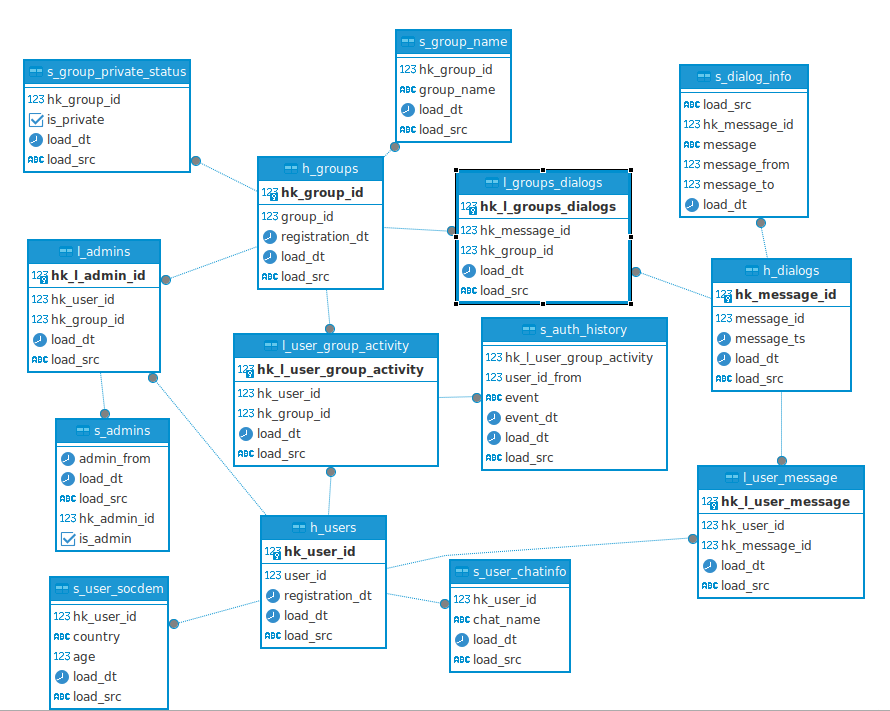 s_group_name
123 hk_group_id
ABC group_name
load_dt
ABC load_src
s_group_private_status
123 hk_group_id
is_private
load_dt
ABC load_src
s_dialog_info
ABC load_src
123 hk_message_id
ABC message
123 message_from
123 message_to
load_dt
h_groups
123 hk_group_id
123 group_id
registration_dt
load_dt
ABC load_src
l_groups_dialogs
123 hk_l_groups_dialogs
123 hk_message_id
123 hk_group_id
load_dt
ABC load_src
l_admins
123 hk_l_admin_id
123 hk_user_id
123 hk_group_id
load_dt
ABC load_src
h_dialogs
123 hk_message_id
123 message_id
message_ts
load_dt
ABC load_src
l_user_group_activity
123 hk_l_user_group_activity
123 hk_user_id
123 hk_group_id
load_dt
ABC load_src
s_auth_history
123 hk_l_user_group_activity
123 user_id_from
ABC event
event_dt
load_dt
ABC load_src
s_admins
admin_from
load_dt
ABC load_src
123 hk_admin_id
is_admin
l_user_message
123 hk_l_user_message
123 hk_user_id
123 hk_message_id
load_dt
ABC load_src
h_users
123 hk_user_id
123 user_id
registration_dt
load_dt
ABC load_src
s_user_chatinfo
123 hk_user_id
ABC chat_name
load_dt
ABC load_src
s_user_socdem
123 hk_user_id
ABC country
123 age
load_dt
ABC load_src